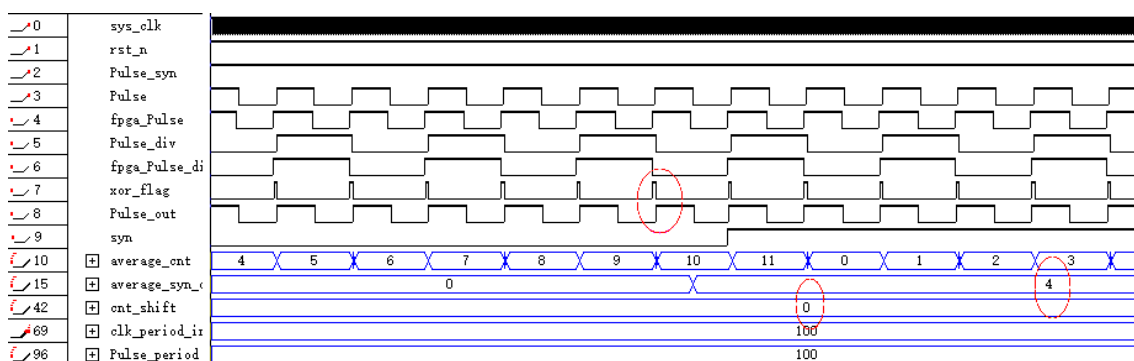 0 sys_clk
1 rst_n
2 Pulse_syn
3 Pulse
4 fpga_Pulse
5 Pulse_div
6 fpga_Pulse_di
7 xor_flag
8 Pulse_out
9 syn
10 average_cnt 4 5 6 7 8 9 10 11 0 1 2 3
15 average_syn_c 0 4
42 cnt_shift 0
69 clk_period_in 100
96 Pulse_period 100